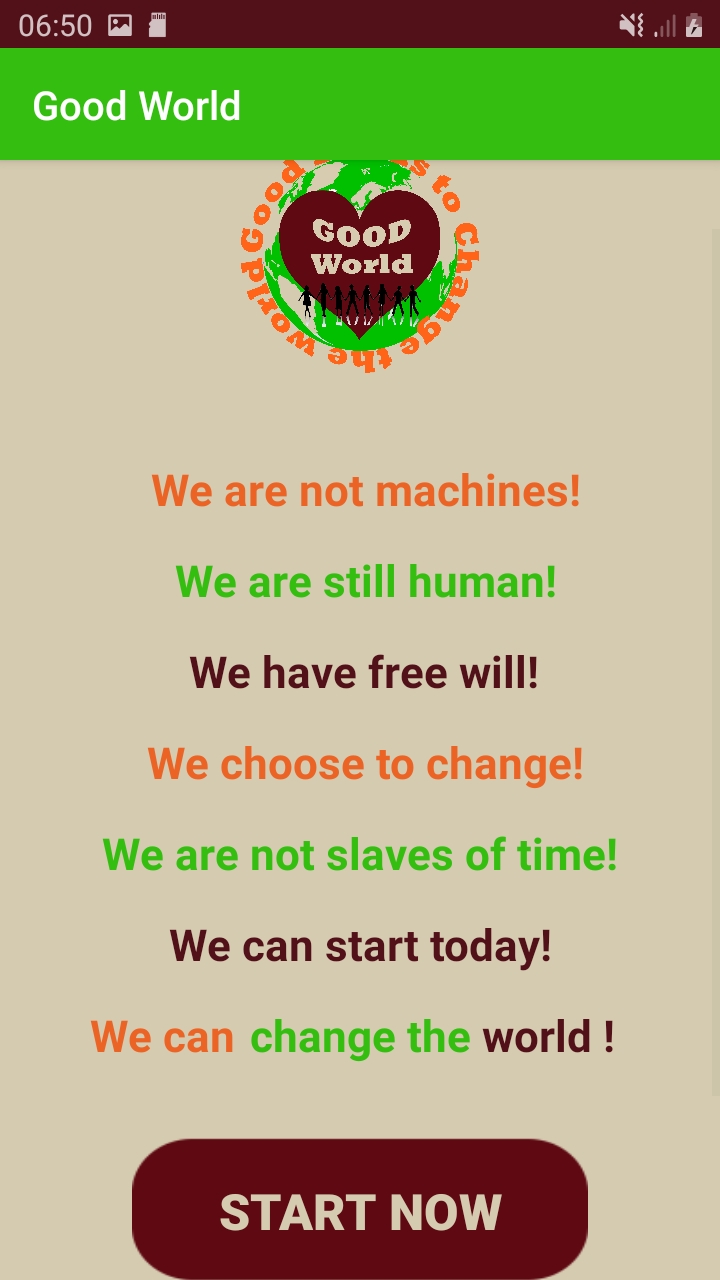 06:50
Good World
Good to Change the world
GOOD
World
We are not machines!
We are still human!
We have free will!
We choose to change!
We are not slaves of time!
We can start today!
We can change the world !
START NOW